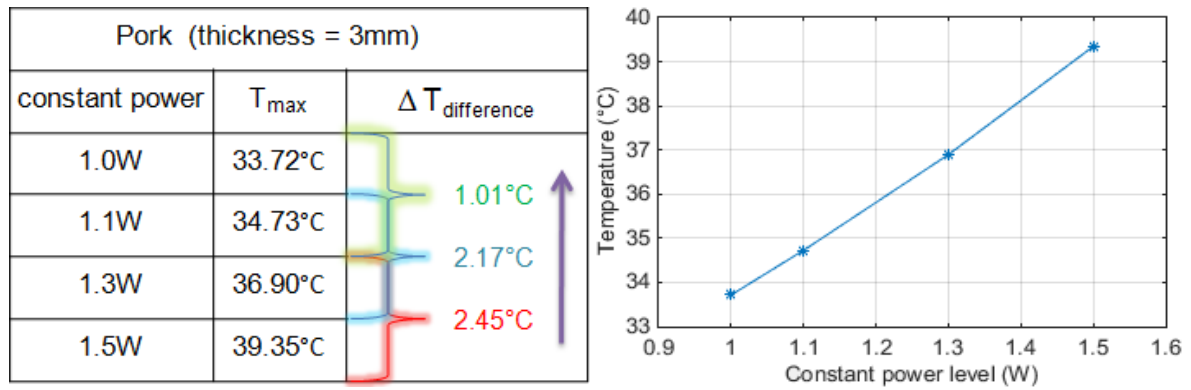 Pork (thickness = 3mm)
constant power Tmax Δ Tdifference
1.0W 33.72°C
1.01°C
1.1W 34.73°C
2.17°C
1.3W 36.90°C
2.45°C
1.5W 39.35°C
40
39
38
37
36
35
34
33
Temperature (°C)
0.9 1 1.1 1.2 1.3 1.4 1.5 1.6
Constant power level (W)